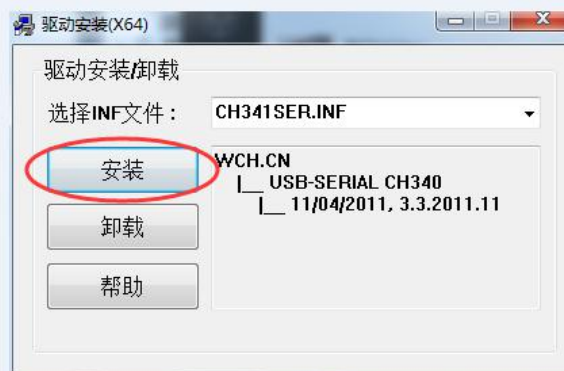 驱动安装(X64)
驱动安装/卸载
选择INF文件： CH341SER.INF
安装
WCH.CN
|__ USB-SERIAL CH340
|__ 11/04/2011, 3.3.2011.11
卸载
帮助